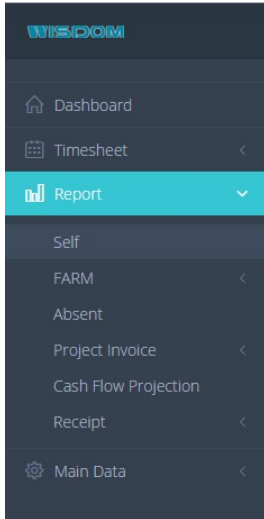 WISDOM
Dashboard
Timesheet
Report
Self
FARM
Absent
Project Invoice
Cash Flow Projection
Receipt
Main Data